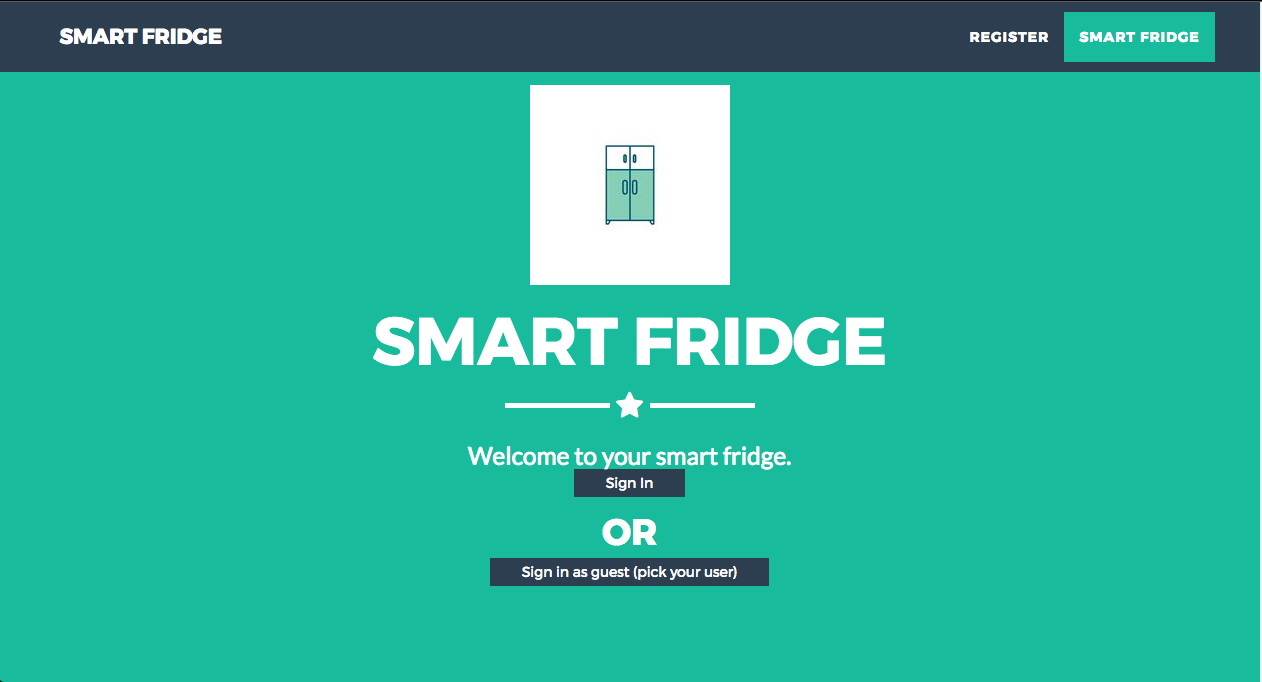 SMART FRIDGE
REGISTER
SMART FRIDGE
SMART FRIDGE
Welcome to your smart fridge.
Sign In
OR
Sign in as guest (pick your user)